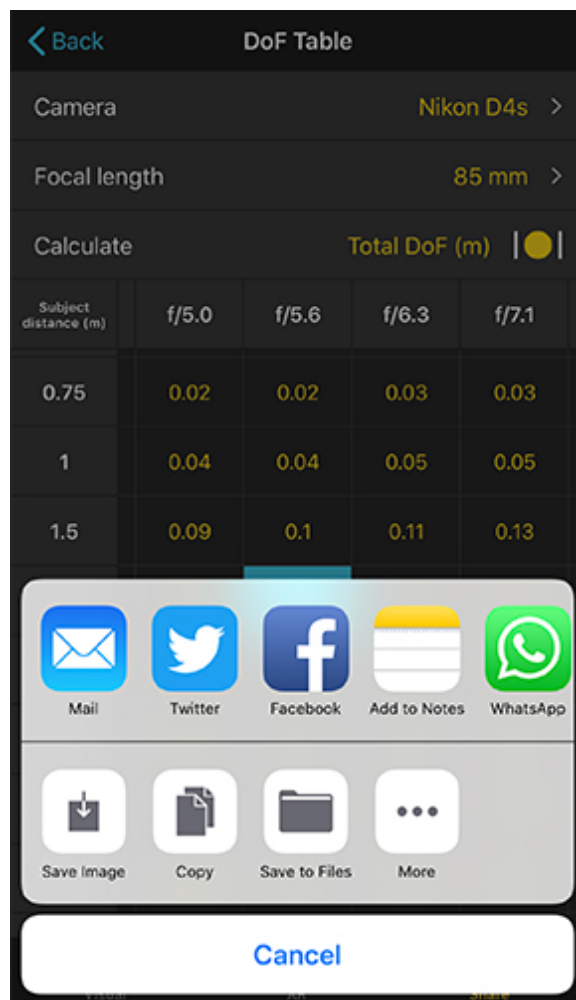 Back DoF Table
Camera Nikon D4s >
Focal length 85 mm >
Calculate Total DoF (m)
Subject
distance (m) f/5.0 f/5.6 f/6.3 f/7.1
0.75 0.02 0.02 0.03 0.03
1 0.04 0.04 0.05 0.05
1.5 0.09 0.1 0.11 0.13
Mail Twitter Facebook Add to Notes WhatsApp
Save Image Copy Save to Files More
Cancel
Visual AR Share